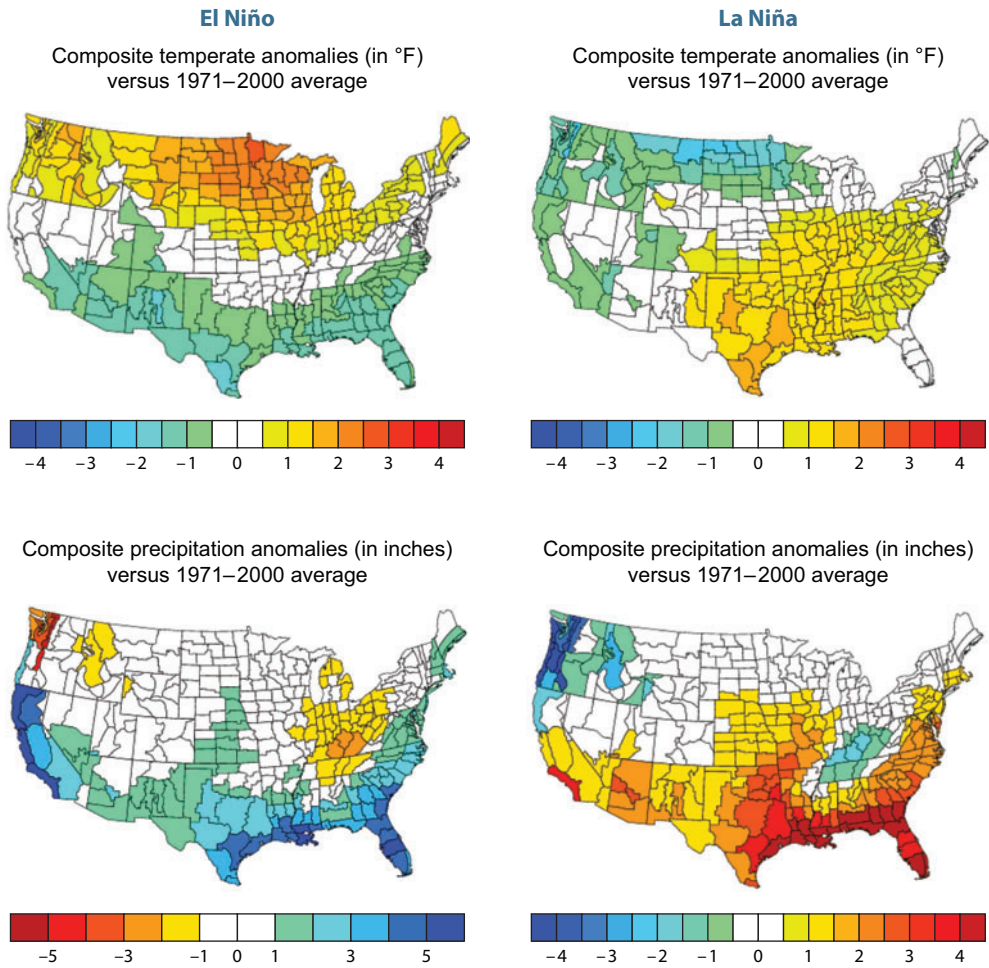 El Niño
Composite temperate anomalies (in °F)
versus 1971–2000 average
–4 –3 –2 –1 0 1 2 3 4
La Niña
Composite temperate anomalies (in °F)
versus 1971–2000 average
–4 –3 –2 –1 0 1 2 3 4
Composite precipitation anomalies (in inches)
versus 1971–2000 average
–5 –3 –1 0 1 3 5
Composite precipitation anomalies (in inches)
versus 1971–2000 average
–4 –3 –2 –1 0 1 2 3 4